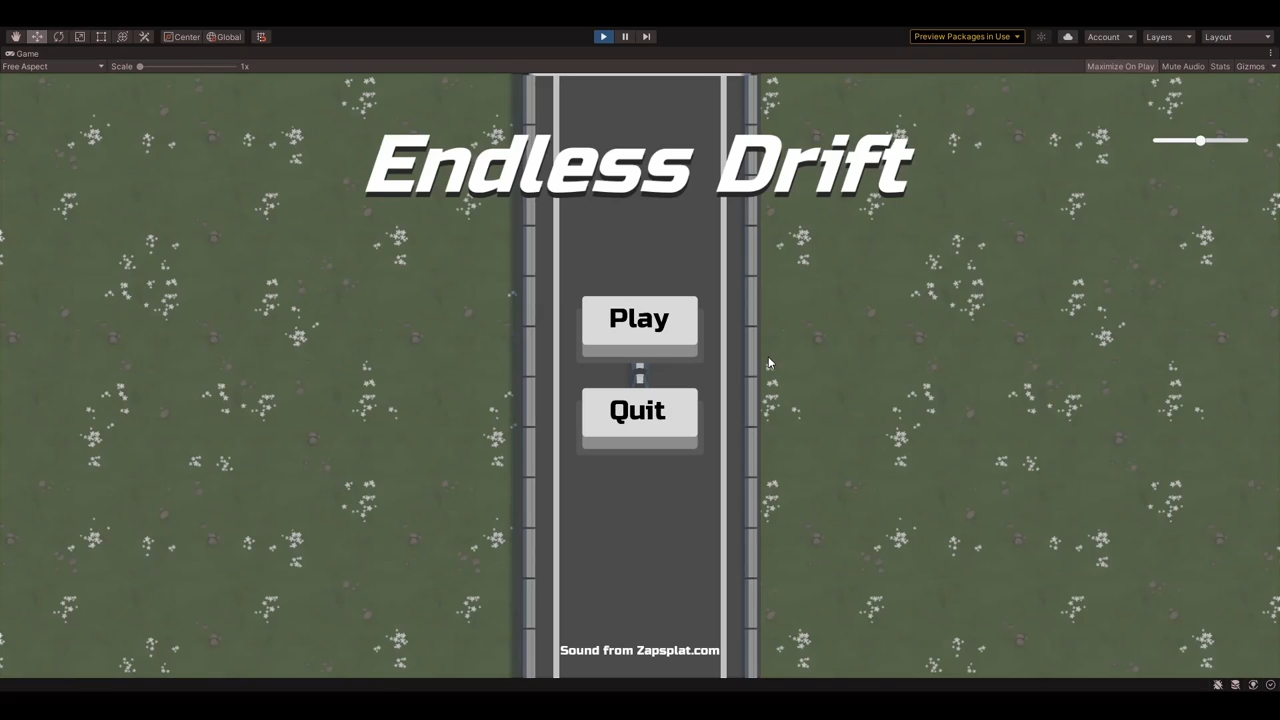 Center
Global
Preview Packages in Use
Account
Layers
Layout
Game
Free Aspect
Scale
1x
Maximize On Play
Mute Audio
Stats
Gizmos
Endless Drift
Play
Quit
Sound from Zapsplat.com